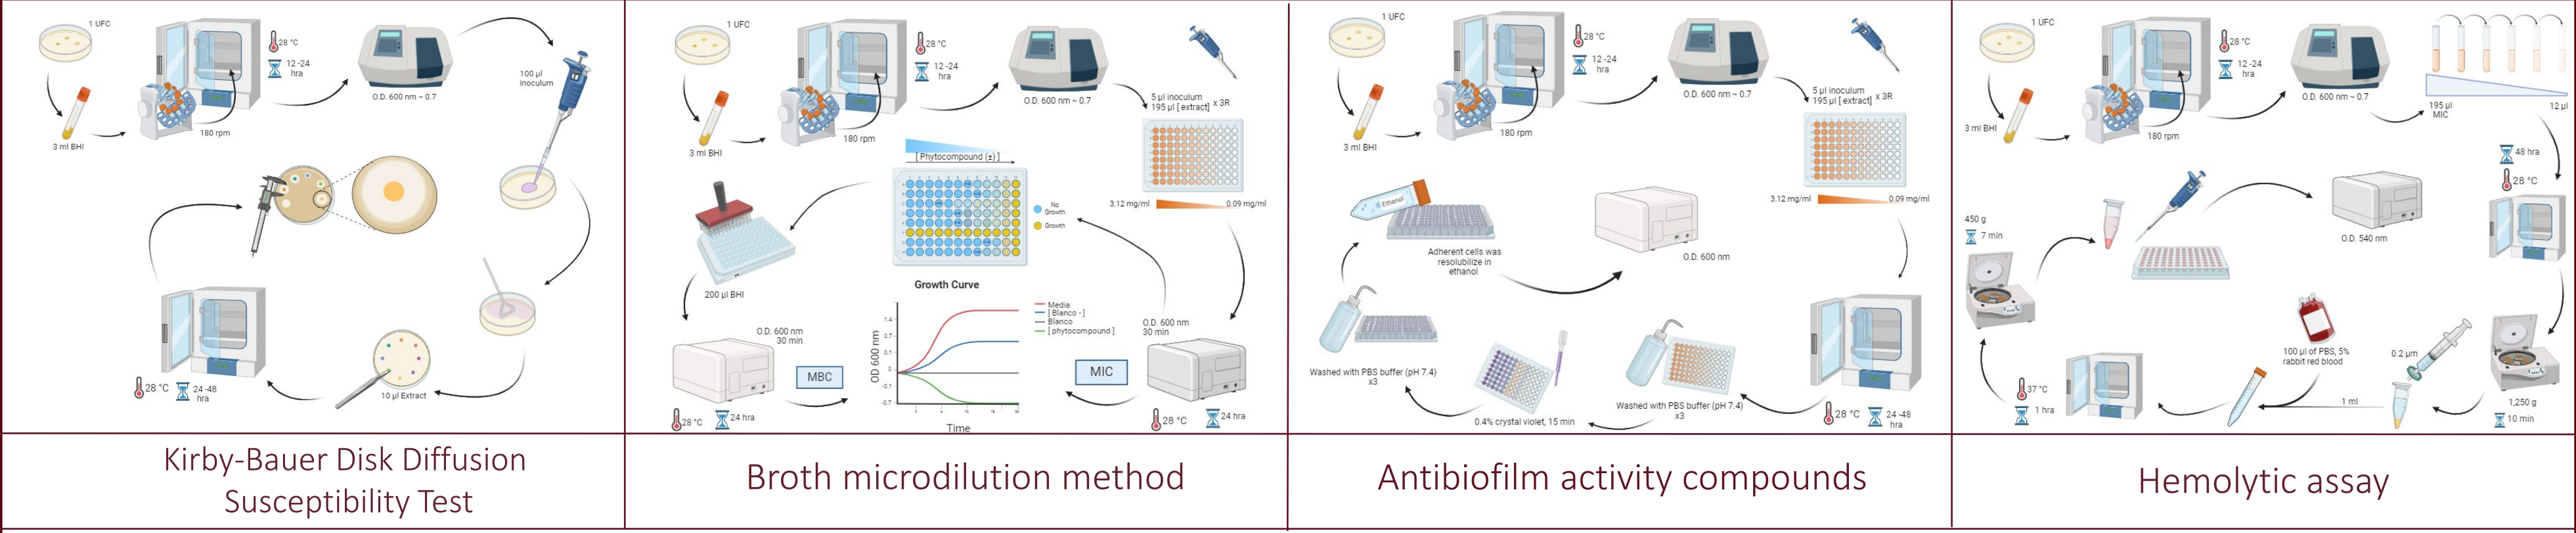 1 UFC
3 ml BHI
180 rpm
28 °C
12 -24
hra
O.D. 600 nm ~ 0.7
100 µl
inoculum
10 µl Extract
28 °C
24 -48
hra
Kirby-Bauer Disk Diffusion
Susceptibility Test
1 UFC
3 ml BHI
180 rpm
28 °C
12 -24
hra
O.D. 600 nm ~ 0.7
5 µl inoculum
195 µl [ extract] x 3R
3.12 mg/ml
0.09 mg/ml
O.D. 600 nm
30 min
28 °C
24 hra
MIC
[ Phytocompound (±) ]
No
Growth
Growth
200 µl BHI
O.D. 600 nm
30 min
28 °C
24 hra
MBC
Growth Curve
OD 600 nm
1.4
0.7
0.1
0
-0.1
-0.7
Time
Media
[ Blanco - ]
Blanco
[ phytocompound ]
Broth microdilution method
1 UFC
3 ml BHI
180 rpm
28 °C
12 -24
hra
O.D. 600 nm ~ 0.7
5 µl inoculum
195 µl [ extract] x 3R
3.12 mg/ml
0.09 mg/ml
28 °C
24 -48
hra
Washed with PBS buffer (pH 7.4)
x3
0.4% crystal violet, 15 min
Washed with PBS buffer (pH 7.4)
x3
Ethanol
Adherent cells was
resolubilize in
ethanol
O.D. 600 nm
Antibiofilm activity compounds
1 UFC
3 ml BHI
180 rpm
28 °C
12 -24
hra
O.D. 600 nm ~ 0.7
195 µl
MIC
12 µl
48 hra
28 °C
1,250 g
10 min
0.2 µm
1 ml
100 µl of PBS, 5%
rabbit red blood
37 °C
1 hra
450 g
7 min
O.D. 540 nm
Hemolytic assay